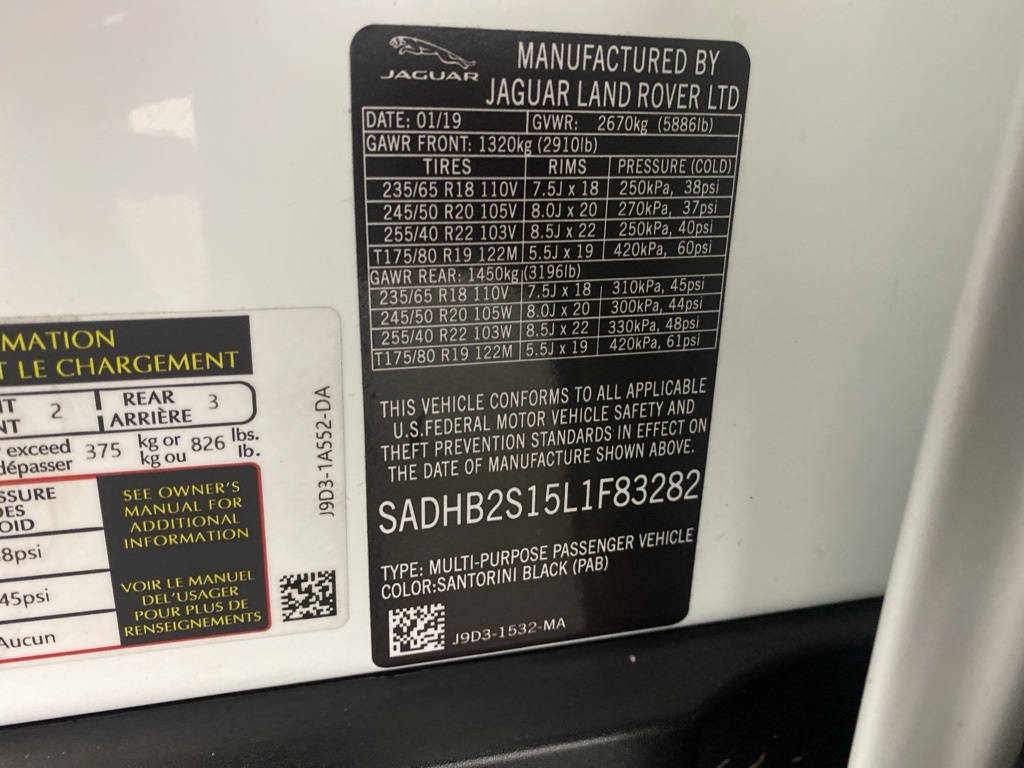 JAGUAR
MANUFACTURED BY
JAGUAR LAND ROVER LTD
DATE: 01/19 GVWR: 2670kg (5886lb)
GAWR FRONT: 1320kg (2910lb)
TIRES RIMS PRESSURE (COLD)
235/65 R18 110V 7.5J x 18 250kPa, 38psi
245/50 R20 105V 8.0J x 20 270kPa, 37psi
255/40 R22 103V 8.5J x 22 250kPa, 40psi
T175/80 R19 122M 5.5J x 19 420kPa, 60psi
GAWR REAR: 1450kg (3196lb)
235/65 R18 110V 7.5J x 18 310kPa, 45psi
245/50 R20 105W 8.0J x 20 300kPa, 44psi
255/40 R22 103W 8.5J x 22 330kPa, 48psi
T175/80 R19 122M 5.5J x 19 420kPa, 61psi
THIS VEHICLE CONFORMS TO ALL APPLICABLE
U.S.FEDERAL MOTOR VEHICLE SAFETY AND
THEFT PREVENTION STANDARDS IN EFFECT ON
THE DATE OF MANUFACTURE SHOWN ABOVE.
SADHB2S15L1F83282
TYPE: MULTI-PURPOSE PASSENGER VEHICLE
COLOR:SANTORINI BLACK (PAB)
J9D3-1532-MA
MATION
T LE CHARGEMENT
NT 2 REAR 3
NT ARRIÈRE
exceed 375 kg or 826 lbs.
dépasser kg ou lb.
SSURE
DES
OID
8psi
45psi
Aucun
SEE OWNER'S
MANUAL FOR
ADDITIONAL
INFORMATION
VOIR LE MANUEL
DEL'USAGER
POUR PLUS DE
RENSEIGNEMENTS
J9D3-1A552-DA